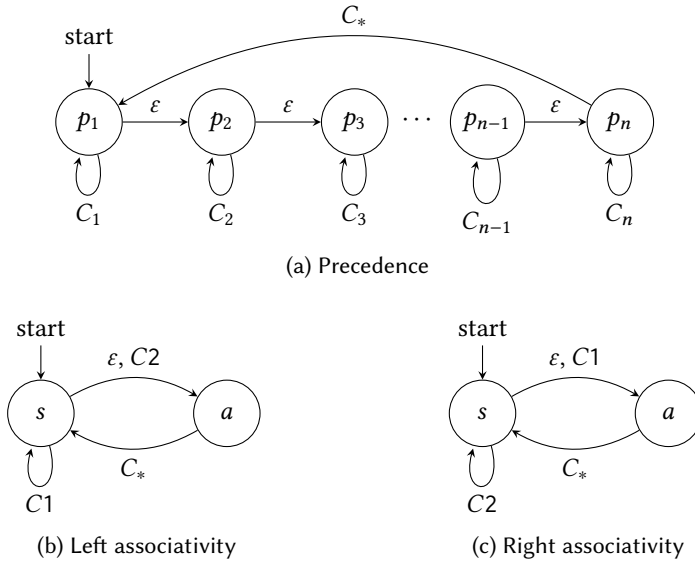 C*
start
ε ε ε
p1 p2 p3 ··· pn−1 pn
C1 C2 C3 Cn−1 Cn
(a) Precedence
start
ε, C2
s a
C*
C1
(b) Left associativity
start
ε, C1
s a
C*
C2
(c) Right associativity